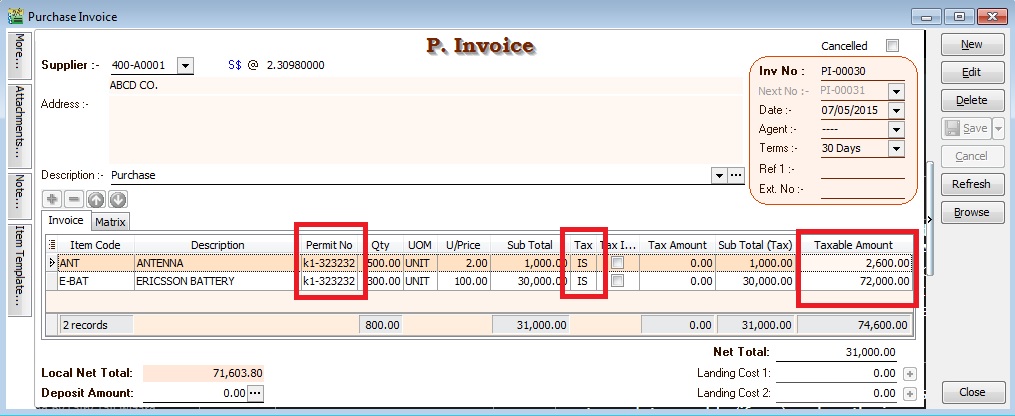 Purchase Invoice
More...
Attachments...
Note...
Item Template...
P. Invoice
Cancelled
Supplier :- 400-A0001 S$ @ 2.30980000
ABCD CO.
Address :-
Inv No : PI-00030
Next No :- PI-00031
Date :- 07/05/2015
Agent :- ----
Terms :- 30 Days
Ref 1 :-
Ext. No :-
Description :- Purchase
New
Edit
Delete
Save
Cancel
Refresh
Browse
Invoice Matrix
Item Code Description Permit No Qty UOM U/Price Sub Total Tax Tax I... Tax Amount Sub Total (Tax) Taxable Amount
ANT ANTENNA k1-323232 500.00 UNIT 2.00 1,000.00 IS 0.00 1,000.00 2,600.00
E-BAT ERICSSON BATTERY k1-323232 300.00 UNIT 100.00 30,000.00 IS 0.00 30,000.00 72,000.00
2 records 800.00 31,000.00 0.00 31,000.00 74,600.00
Net Total: 31,000.00
Local Net Total: 71,603.80
Landing Cost 1: 0.00
Deposit Amount: 0.00
Landing Cost 2: 0.00
Close